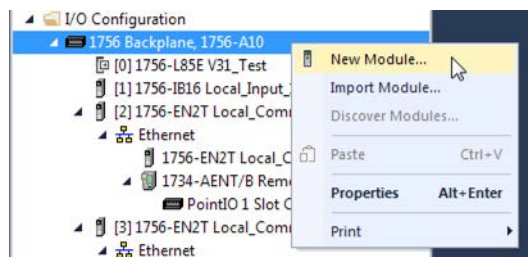 I/O Configuration
1756 Backplane, 1756-A10
[0] 1756-L85E V31_Test
[1] 1756-IB16 Local_Input_
[2] 1756-EN2T Local_Com
Ethernet
1756-EN2T Local_C
1734-AENT/B Rem
PointIO 1 Slot C
[3] 1756-EN2T Local_Com
Ethernet
New Module...
Import Module...
Discover Modules...
Paste Ctrl+V
Properties Alt+Enter
Print